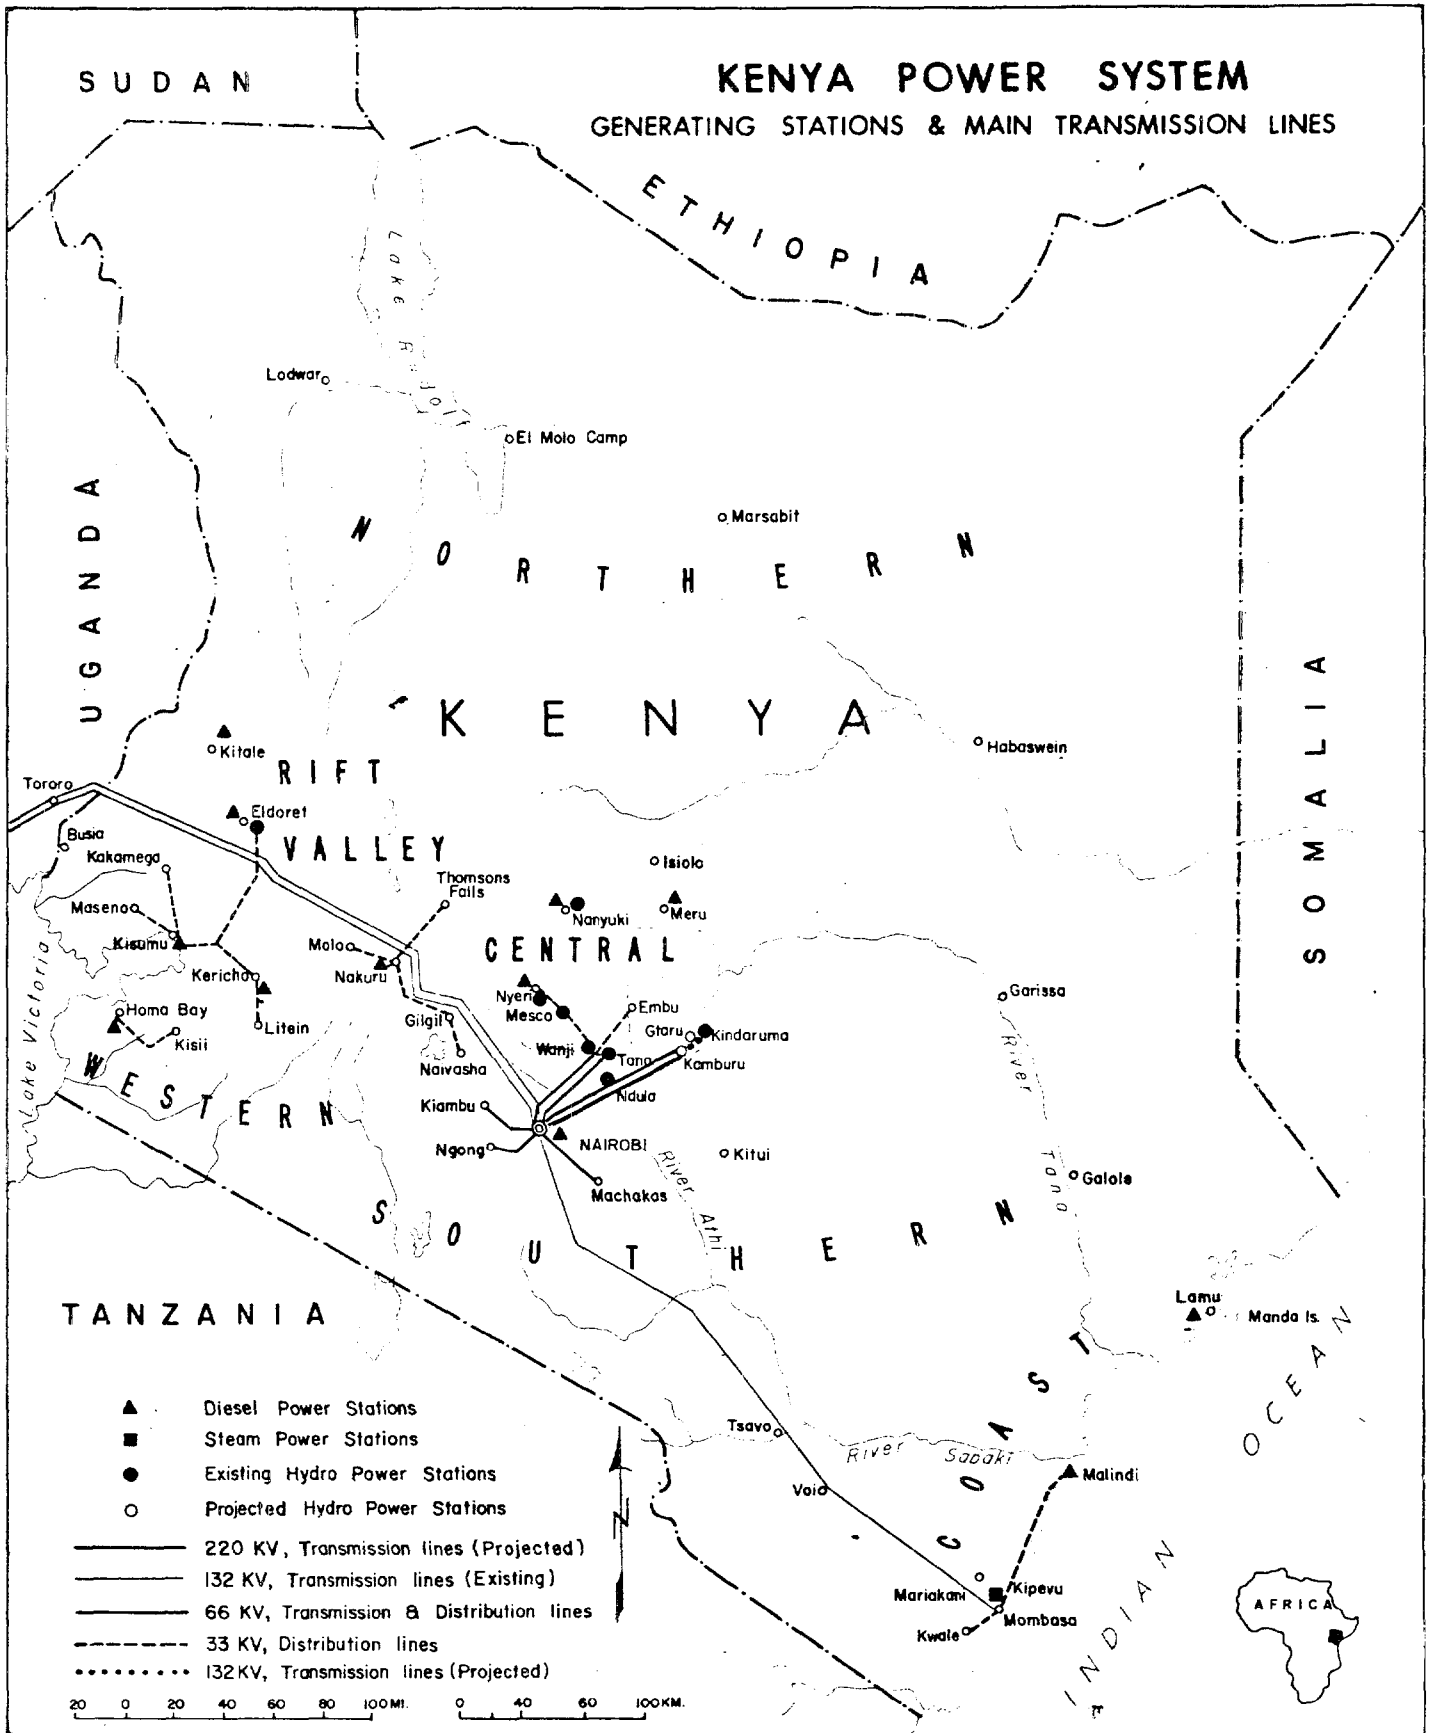 SUDAN
KENYA POWER SYSTEM
GENERATING STATIONS & MAIN TRANSMISSION LINES
ETHIOPIA
Lake Rudolf
Lodwar
El Molo Camp
UGANDA
Marsabit
NORTHERN
KENYA
SOMALIA
Kitale
Habaswein
RIFT
VALLEY
Tororo
Eldoret
Busia
Kakamega
Isiolo
Thomsons
Falls
Maseno
Nanyuki
Meru
Kisumu
Molo
CENTRAL
Nakuru
Kericho
Nyeri
Garissa
Homa Bay
Mesco
Embu
Litein
Gilgil
Gtaru
Kindaruma
Kisii
Wanji
Tana
Kamburu
Naivasha
Lake Victoria
WESTERN
Ndula
Kiambu
River Tana
Ngong
NAIROBI
Kitui
River Athi
Machakos
Galole
SOUTHERN
TANZANIA
Lamu
Manda Is.
COAST
INDIAN OCEAN
Tsavo
River Sabaki
Voi
Malindi
Mariakani
Kipevu
Mombasa
Kwale
AFRICA
N
Diesel Power Stations
Steam Power Stations
Existing Hydro Power Stations
Projected Hydro Power Stations
220 KV, Transmission lines (Projected)
132 KV, Transmission lines (Existing)
66 KV, Transmission & Distribution lines
33 KV, Distribution lines
132KV, Transmission lines (Projected)
20 0 20 40 60 80 100MI.
0 40 60 100KM.